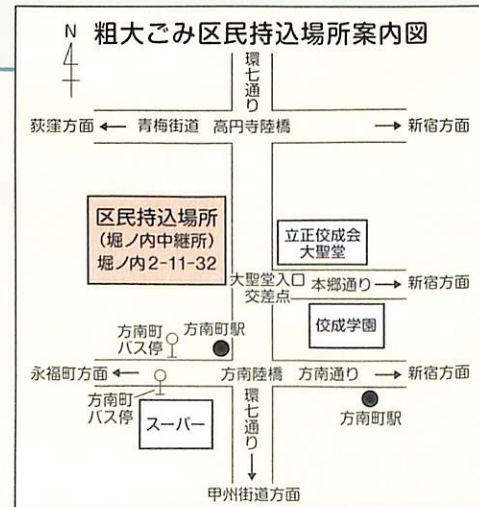 N
粗大ごみ区民持込場所案内図
環七通り
荻窪方面 ← 青梅街道 高円寺陸橋 → 新宿方面
区民持込場所
(堀ノ内中継所)
堀ノ内2-11-32
立正佼成会
大聖堂
大聖堂入口
交差点
本郷通り → 新宿方面
佼成学園
方南町
バス停
方南町駅
永福町方面 ← 方南陸橋 方南通り → 新宿方面
方南町
バス停
スーパー
環七通り
方南町駅
甲州街道方面